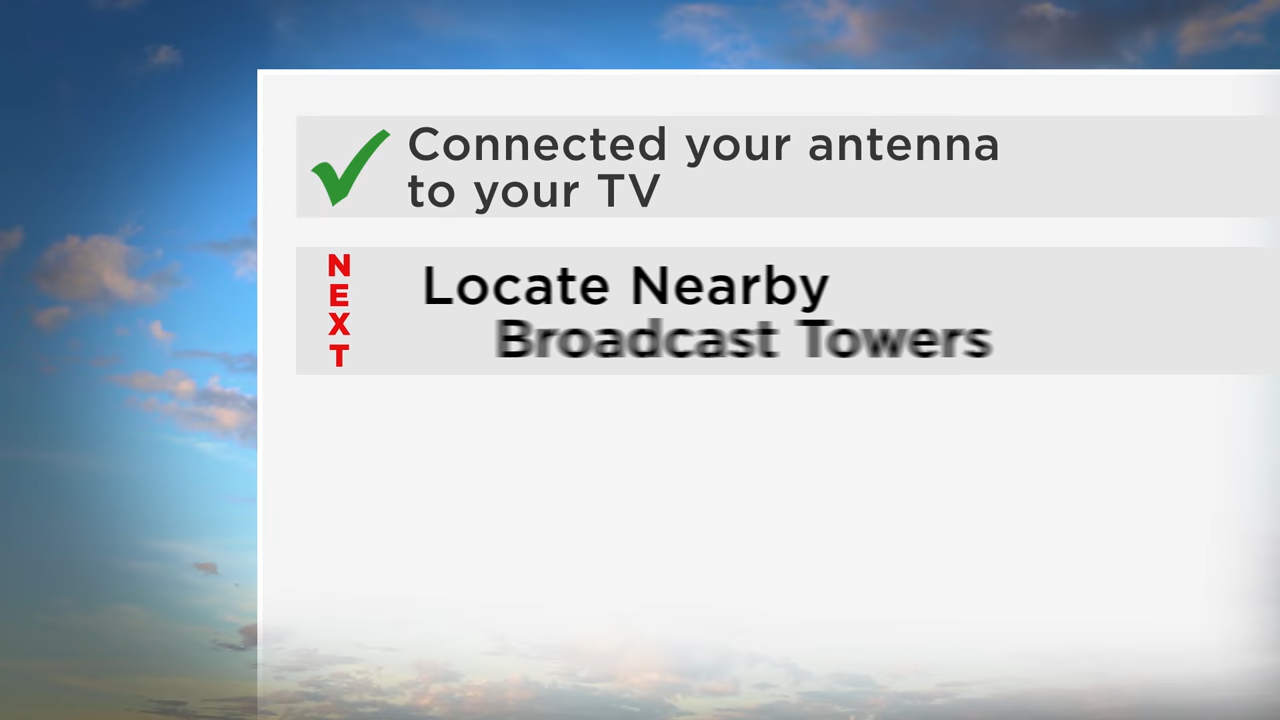 Connected your antenna
to your TV
NEXT
Locate Nearby
Broadcast Towers